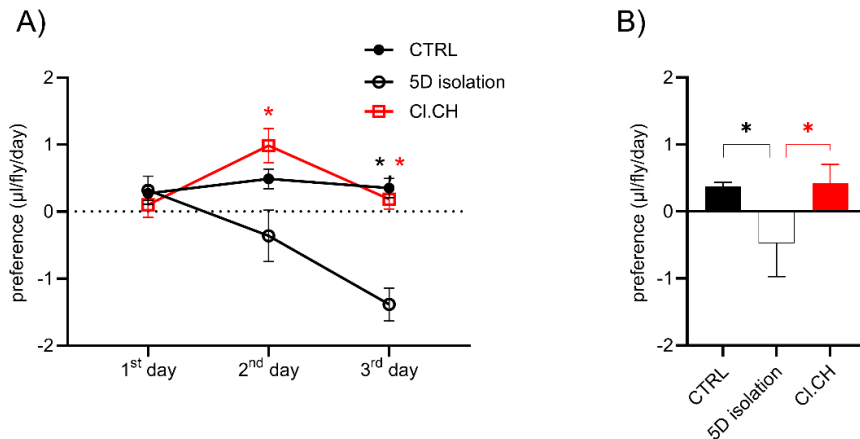 A)
CTRL
5D isolation
Cl.CH
preference (µl/fly/day)
2
1
0
-1
-2
*
* *
1st day
2nd day
3rd day
B)
preference (µl/fly/day)
2
1
0
-1
-2
* *
CTRL
5D isolation
Cl.CH